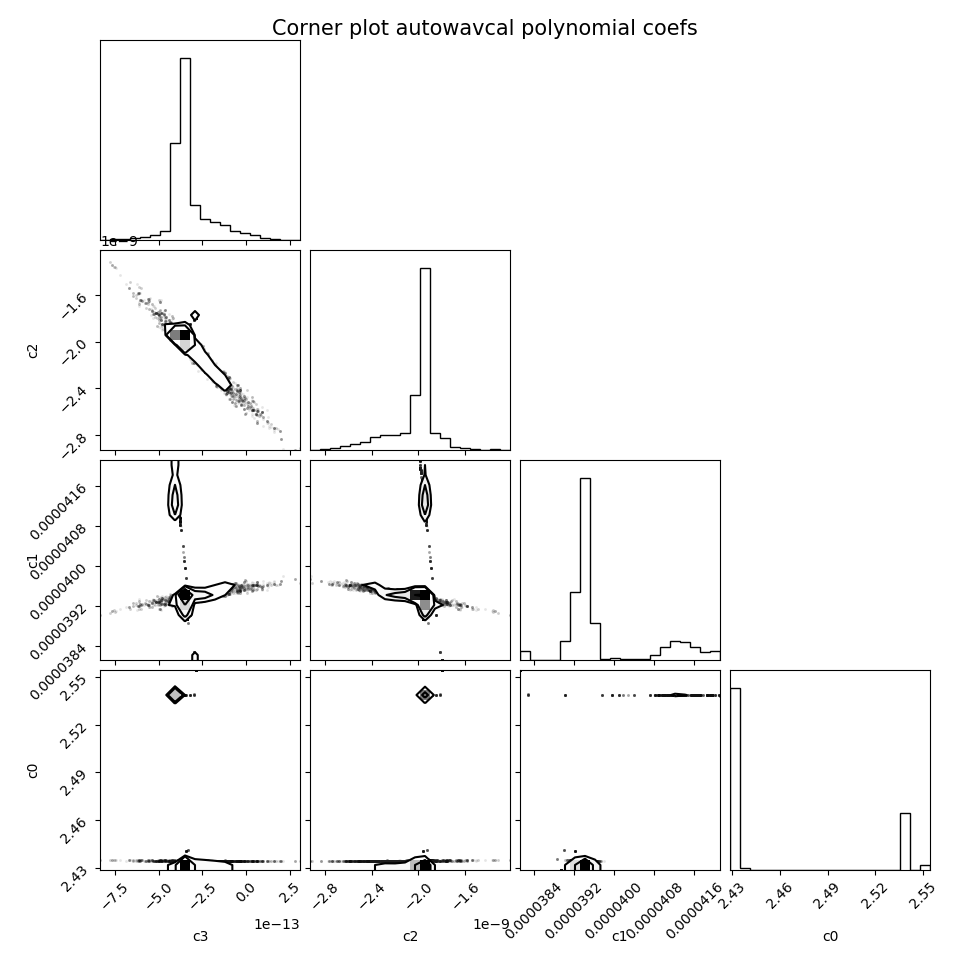 Corner plot autowavcal polynomial coefs
1e−9
−1.6
−2.0
−2.4
−2.8
c2
0.0000416
0.0000408
0.0000400
0.0000392
0.0000384
c1
2.55
2.52
2.49
2.46
2.43
c0
−7.5 −5.0 −2.5 0.0 2.5
1e−13
c3
−2.8 −2.4 −2.0 −1.6
1e−9
c2
0.0000384 0.0000392 0.0000400 0.0000408 0.0000416
c1
2.43 2.46 2.49 2.52 2.55
c0